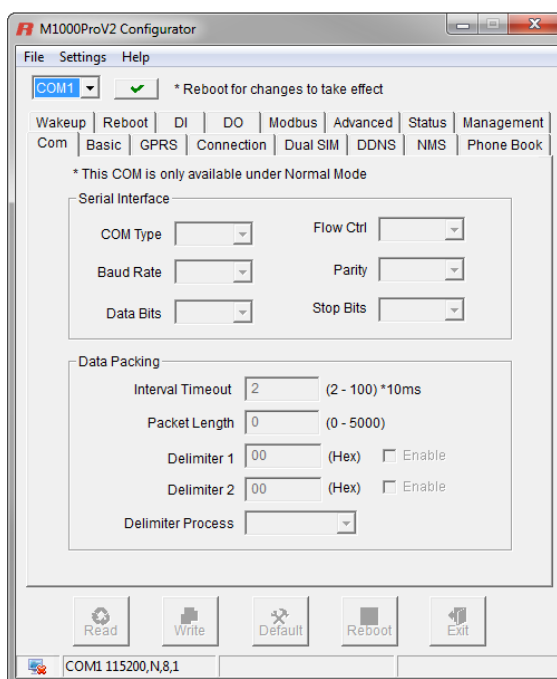 M1000ProV2 Configurator
File Settings Help
COM1 * Reboot for changes to take effect
Wakeup Reboot DI DO Modbus Advanced Status Management
Com Basic GPRS Connection Dual SIM DDNS NMS Phone Book
* This COM is only available under Normal Mode
Serial Interface
COM Type Flow Ctrl
Baud Rate Parity
Data Bits Stop Bits
Data Packing
Interval Timeout 2 (2 - 100) *10ms
Packet Length 0 (0 - 5000)
Delimiter 1 00 (Hex) Enable
Delimiter 2 00 (Hex) Enable
Delimiter Process
Read Write Default Reboot Exit
COM1 115200,N,8,1